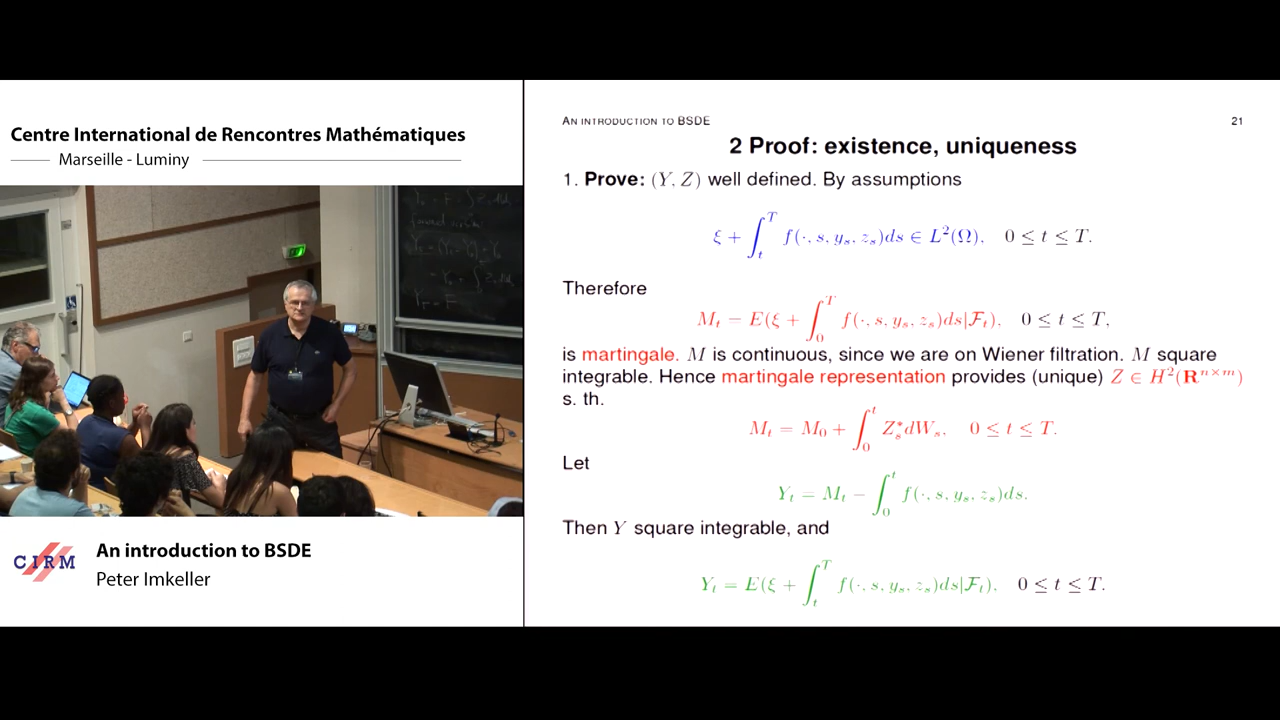 Centre International de Rencontres Mathématiques
Marseille - Luminy
CIRM
An introduction to BSDE
Peter Imkeller
AN INTRODUCTION TO BSDE 21
2 Proof: existence, uniqueness
1. Prove: (Y, Z) well defined. By assumptions
ξ + ∫_t^T f(·, s, y_s, z_s)ds ∈ L²(Ω), 0 ≤ t ≤ T.
Therefore
M_t = E(ξ + ∫_0^T f(·, s, y_s, z_s)ds|F_t), 0 ≤ t ≤ T,
is martingale. M is continuous, since we are on Wiener filtration. M square
integrable. Hence martingale representation provides (unique) Z ∈ H²(R^{n×m})
s. th.
M_t = M_0 + ∫_0^t Z_s^* dW_s, 0 ≤ t ≤ T.
Let
Y_t = M_t − ∫_0^t f(·, s, y_s, z_s)ds.
Then Y square integrable, and
Y_t = E(ξ + ∫_t^T f(·, s, y_s, z_s)ds|F_t), 0 ≤ t ≤ T.